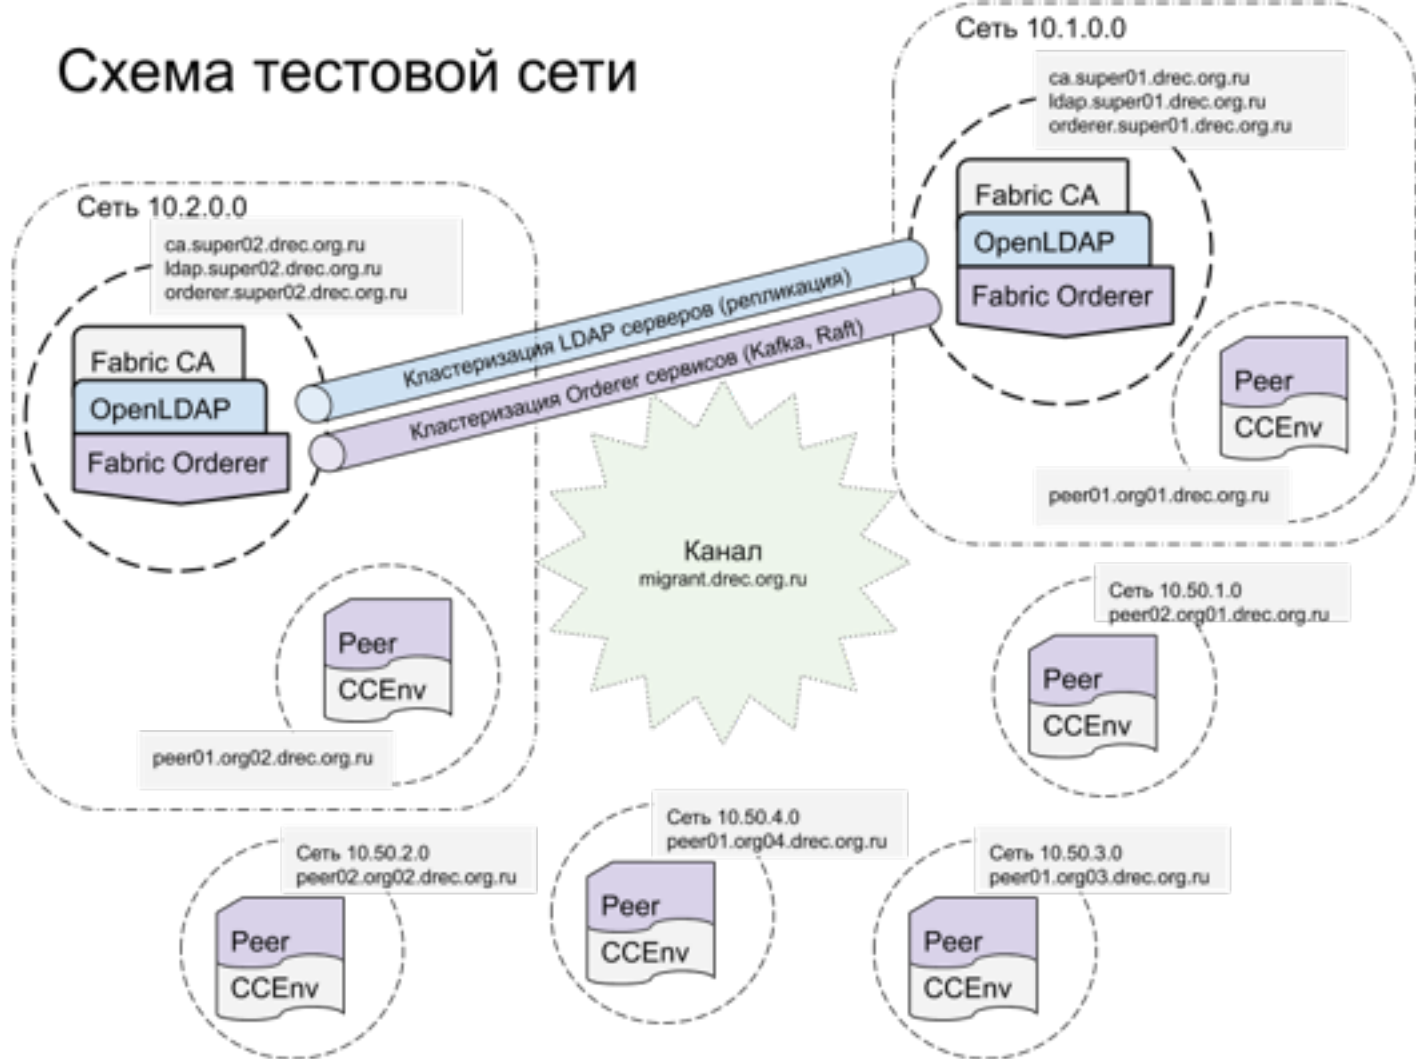 Схема тестовой сети
Сеть 10.1.0.0
ca.super01.drec.org.ru
ldap.super01.drec.org.ru
orderer.super01.drec.org.ru
Fabric CA
OpenLDAP
Fabric Orderer
Peer
CCEnv
peer01.org01.drec.org.ru
Сеть 10.2.0.0
ca.super02.drec.org.ru
ldap.super02.drec.org.ru
orderer.super02.drec.org.ru
Fabric CA
OpenLDAP
Fabric Orderer
Кластеризация LDAP серверов (репликация)
Кластеризация Orderer сервисов (Kafka, Raft)
Канал
migrant.drec.org.ru
Peer
CCEnv
peer01.org02.drec.org.ru
Сеть 10.50.1.0
peer02.org01.drec.org.ru
Peer
CCEnv
Сеть 10.50.2.0
peer02.org02.drec.org.ru
Peer
CCEnv
Сеть 10.50.4.0
peer01.org04.drec.org.ru
Peer
CCEnv
Сеть 10.50.3.0
peer01.org03.drec.org.ru
Peer
CCEnv